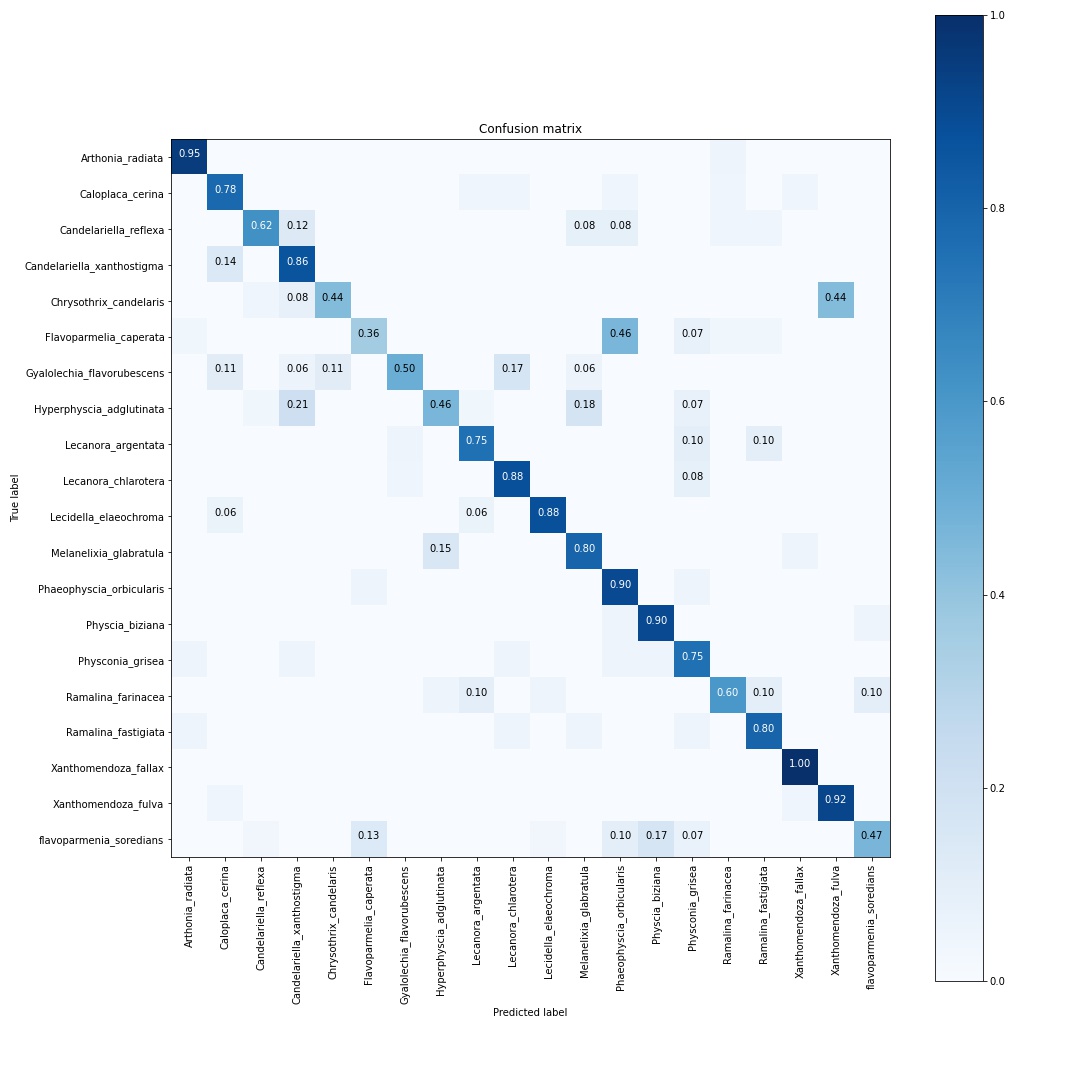 Confusion matrix
1.0
0.8
0.6
0.4
0.2
0.0
True label
Arthonia_radiata 0.95
Caloplaca_cerina 0.78
Candelariella_reflexa 0.62 0.12 0.08 0.08
Candelariella_xanthostigma 0.14 0.86
Chrysothrix_candelaris 0.08 0.44 0.44
Flavoparmelia_caperata 0.36 0.46 0.07
Gyalolechia_flavorubescens 0.11 0.06 0.11 0.50 0.17 0.06
Hyperphyscia_adglutinata 0.21 0.46 0.18 0.07
Lecanora_argentata 0.75 0.10 0.10
Lecanora_chlarotera 0.88 0.08
Lecidella_elaeochroma 0.06 0.06 0.88
Melanelixia_glabratula 0.15 0.80
Phaeophyscia_orbicularis 0.90
Physcia_biziana 0.90
Physconia_grisea 0.75
Ramalina_farinacea 0.10 0.60 0.10 0.10
Ramalina_fastigiata 0.80
Xanthomendoza_fallax 1.00
Xanthomendoza_fulva 0.92
flavoparmenia_soredians 0.13 0.10 0.17 0.07 0.47
Arthonia_radiata
Caloplaca_cerina
Candelariella_reflexa
Candelariella_xanthostigma
Chrysothrix_candelaris
Flavoparmelia_caperata
Gyalolechia_flavorubescens
Hyperphyscia_adglutinata
Lecanora_argentata
Lecanora_chlarotera
Lecidella_elaeochroma
Melanelixia_glabratula
Phaeophyscia_orbicularis
Physcia_biziana
Physconia_grisea
Ramalina_farinacea
Ramalina_fastigiata
Xanthomendoza_fallax
Xanthomendoza_fulva
flavoparmenia_soredians
Predicted label